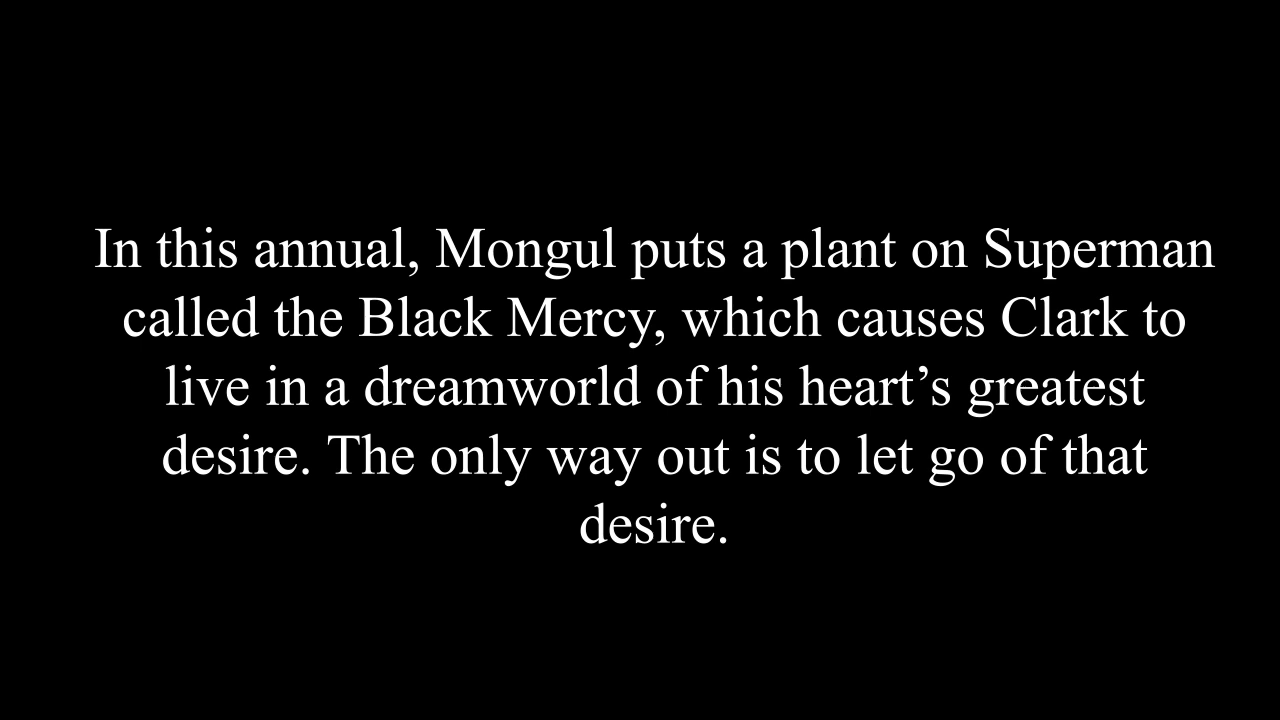 In this annual, Mongul puts a plant on Superman
called the Black Mercy, which causes Clark to
live in a dreamworld of his heart’s greatest
desire. The only way out is to let go of that
desire.